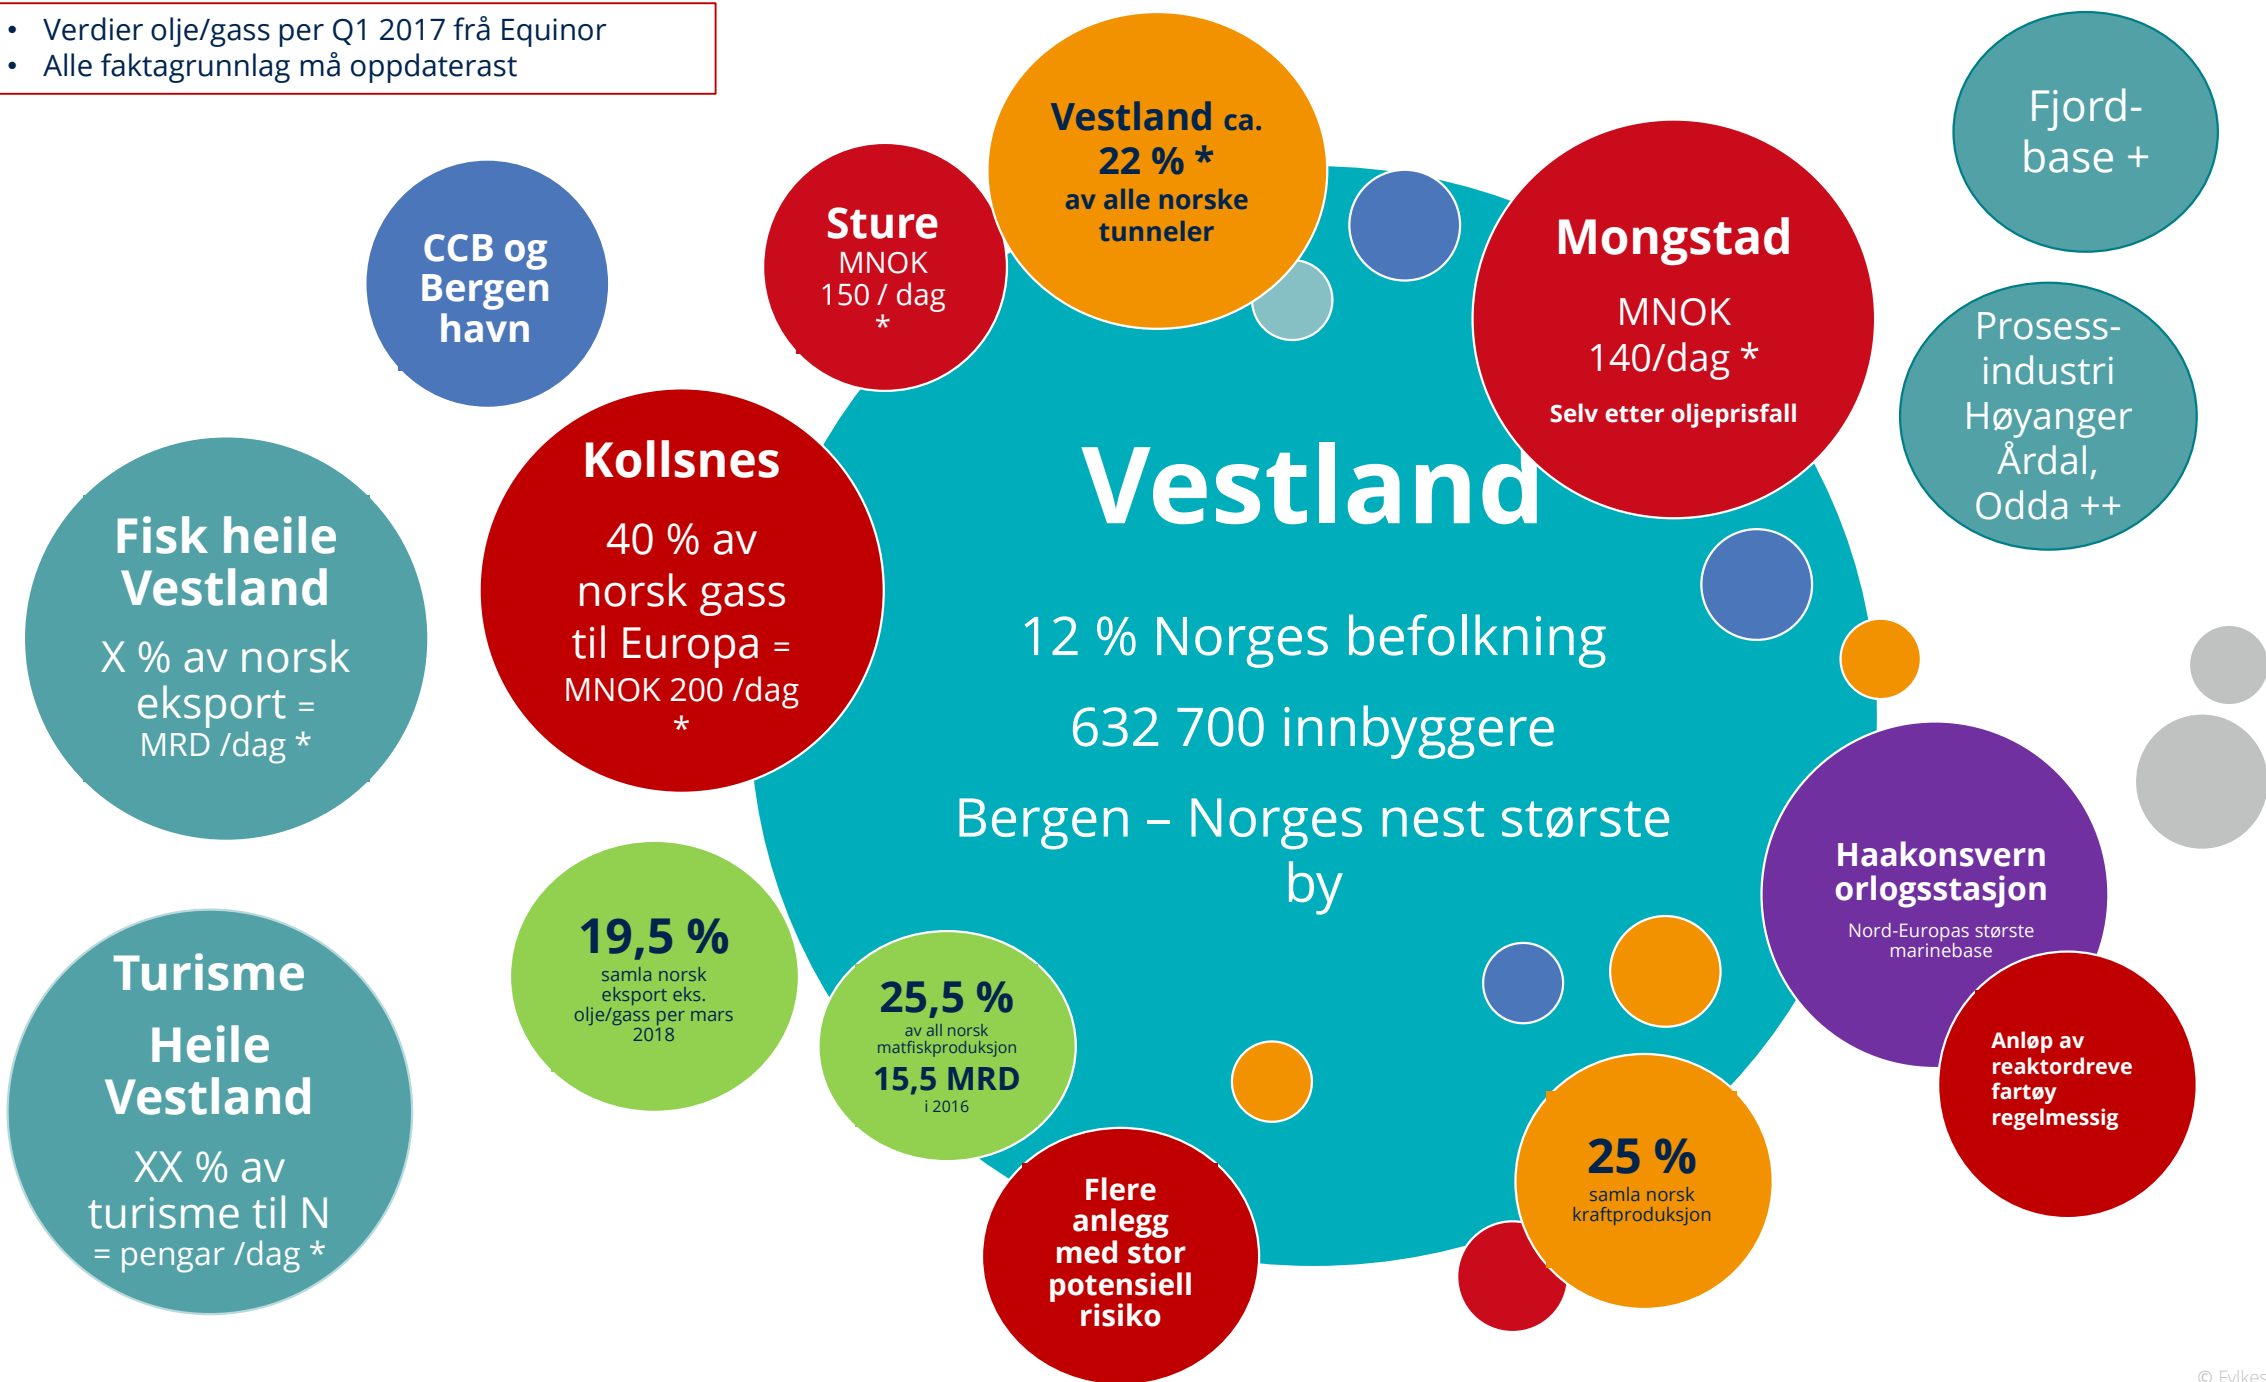 • Verdier olje/gass per Q1 2017 frå Equinor
• Alle faktagrunnlag må oppdaterast
Vestland ca.
22 % *
av alle norske
tunneler
Fjord-
base +
Sture
MNOK
150 / dag
*
CCB og
Bergen
havn
Mongstad
MNOK
140/dag *
Selv etter oljeprisfall
Prosess-
industri
Høyanger
Årdal,
Odda ++
Kollsnes
40 % av
norsk gass
til Europa =
MNOK 200 /dag
*
Fisk heile
Vestland
X % av norsk
eksport =
MRD /dag *
Vestland
12 % Norges befolkning
632 700 innbyggere
Bergen – Norges nest største
by
Haakonsvern
orlogsstasjon
Nord-Europas største
marinebase
19,5 %
samla norsk
eksport eks.
olje/gass per mars
2018
25,5 %
av all norsk
matfiskproduksjon
15,5 MRD
i 2016
Turisme
Heile
Vestland
XX % av
turisme til N
= pengar /dag *
Anløp av
reaktordreve
fartøy
regelmessig
25 %
samla norsk
kraftproduksjon
Flere
anlegg
med stor
potensiell
risiko
©